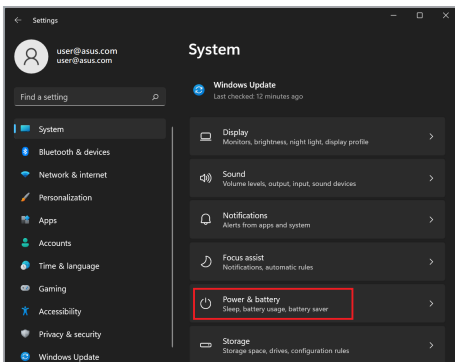 Settings
user@asus.com
user@asus.com
Find a setting
System
Bluetooth & devices
Network & internet
Personalization
Apps
Accounts
Time & language
Gaming
Accessibility
Privacy & security
Windows Update
System
Windows Update
Last checked: 12 minutes ago
Display
Monitors, brightness, night light, display profile
Sound
Volume levels, output, input, sound devices
Notifications
Alerts from apps and system
Focus assist
Notifications, automatic rules
Power & battery
Sleep, battery usage, battery saver
Storage
Storage space, drives, configuration rules